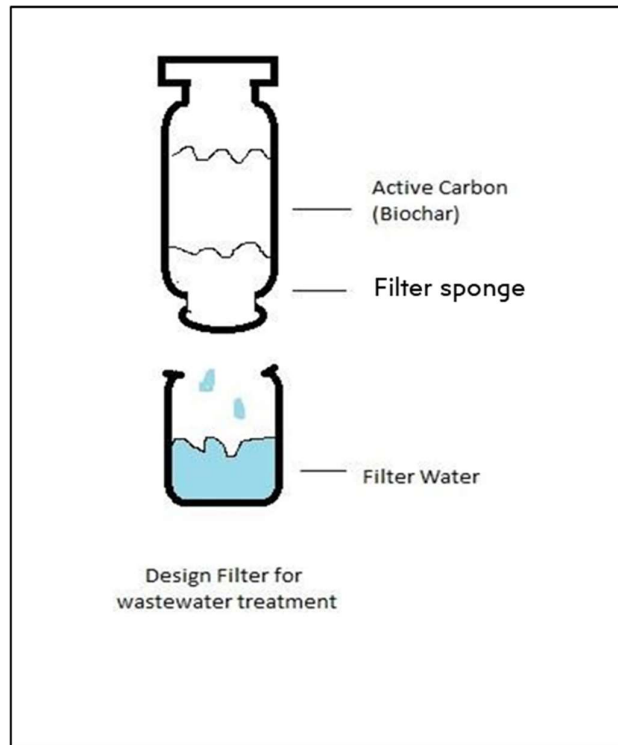 Active Carbon
(Biochar)
Filter sponge
Filter Water
Design Filter for
wastewater treatment